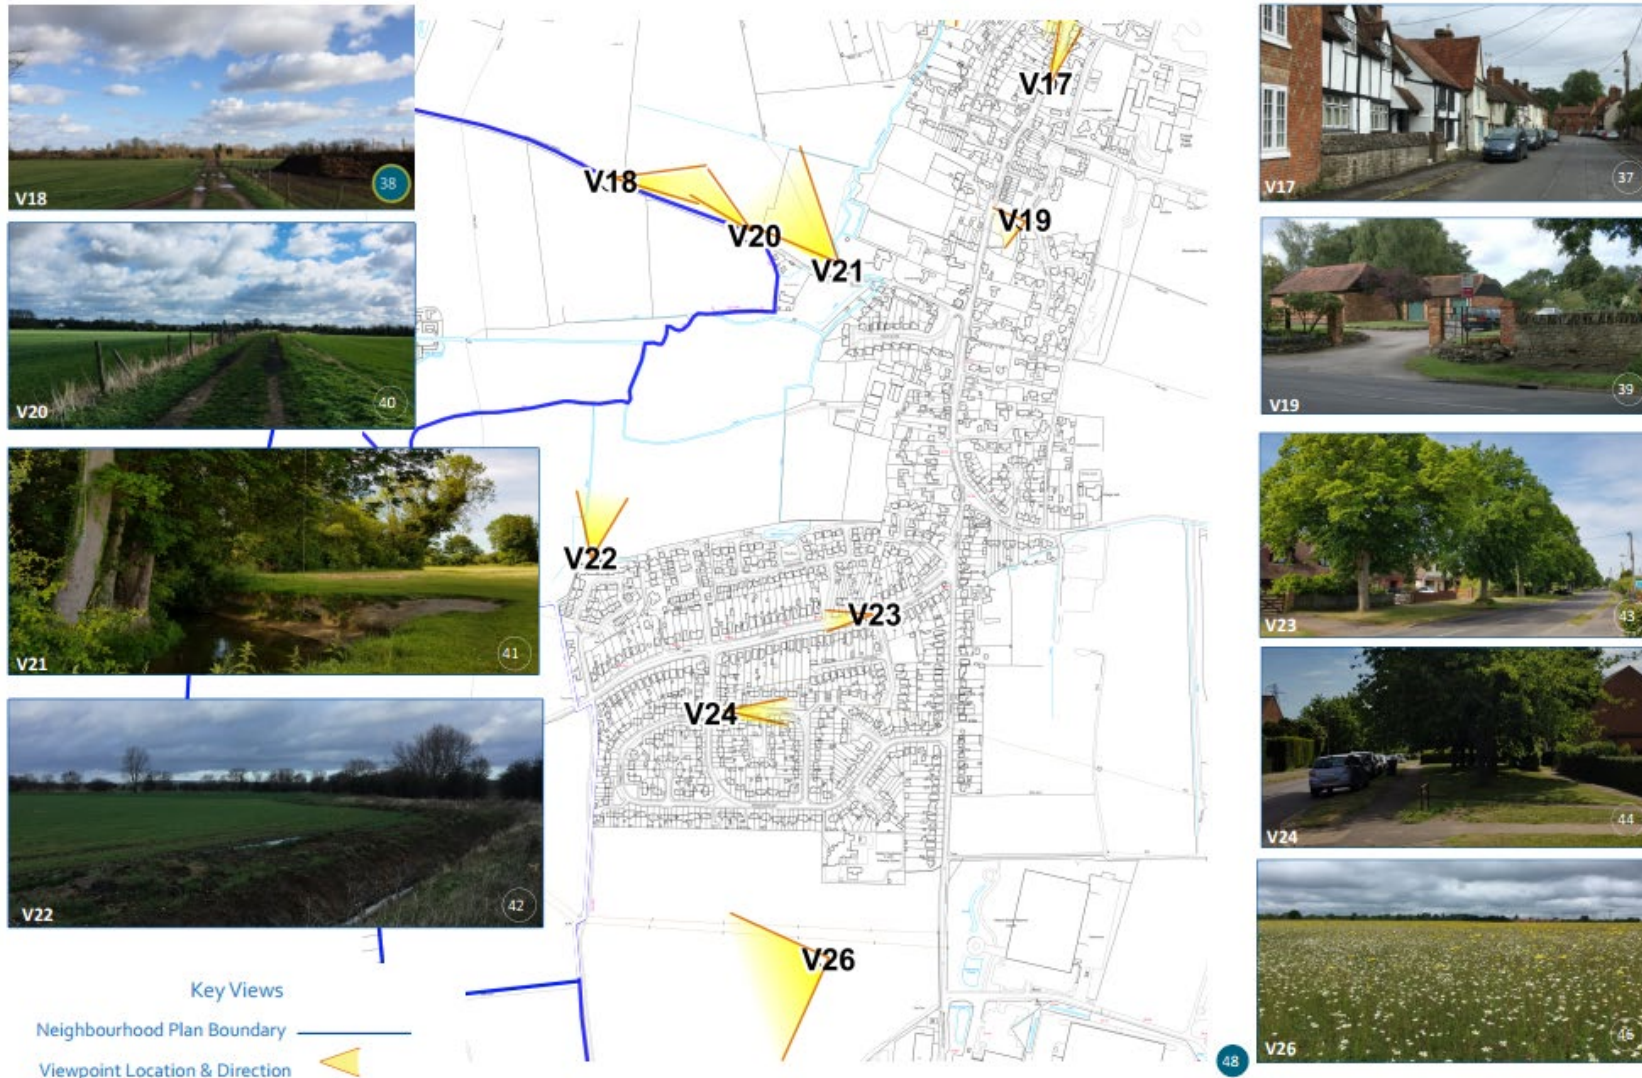 V18
38
V20
40
V21
41
V22
42
Key Views
Neighbourhood Plan Boundary
Viewpoint Location & Direction
V17
V18
V19
V20
V21
V22
V23
V24
V26
48
V17
37
V19
39
V23
43
V24
44
V26
46